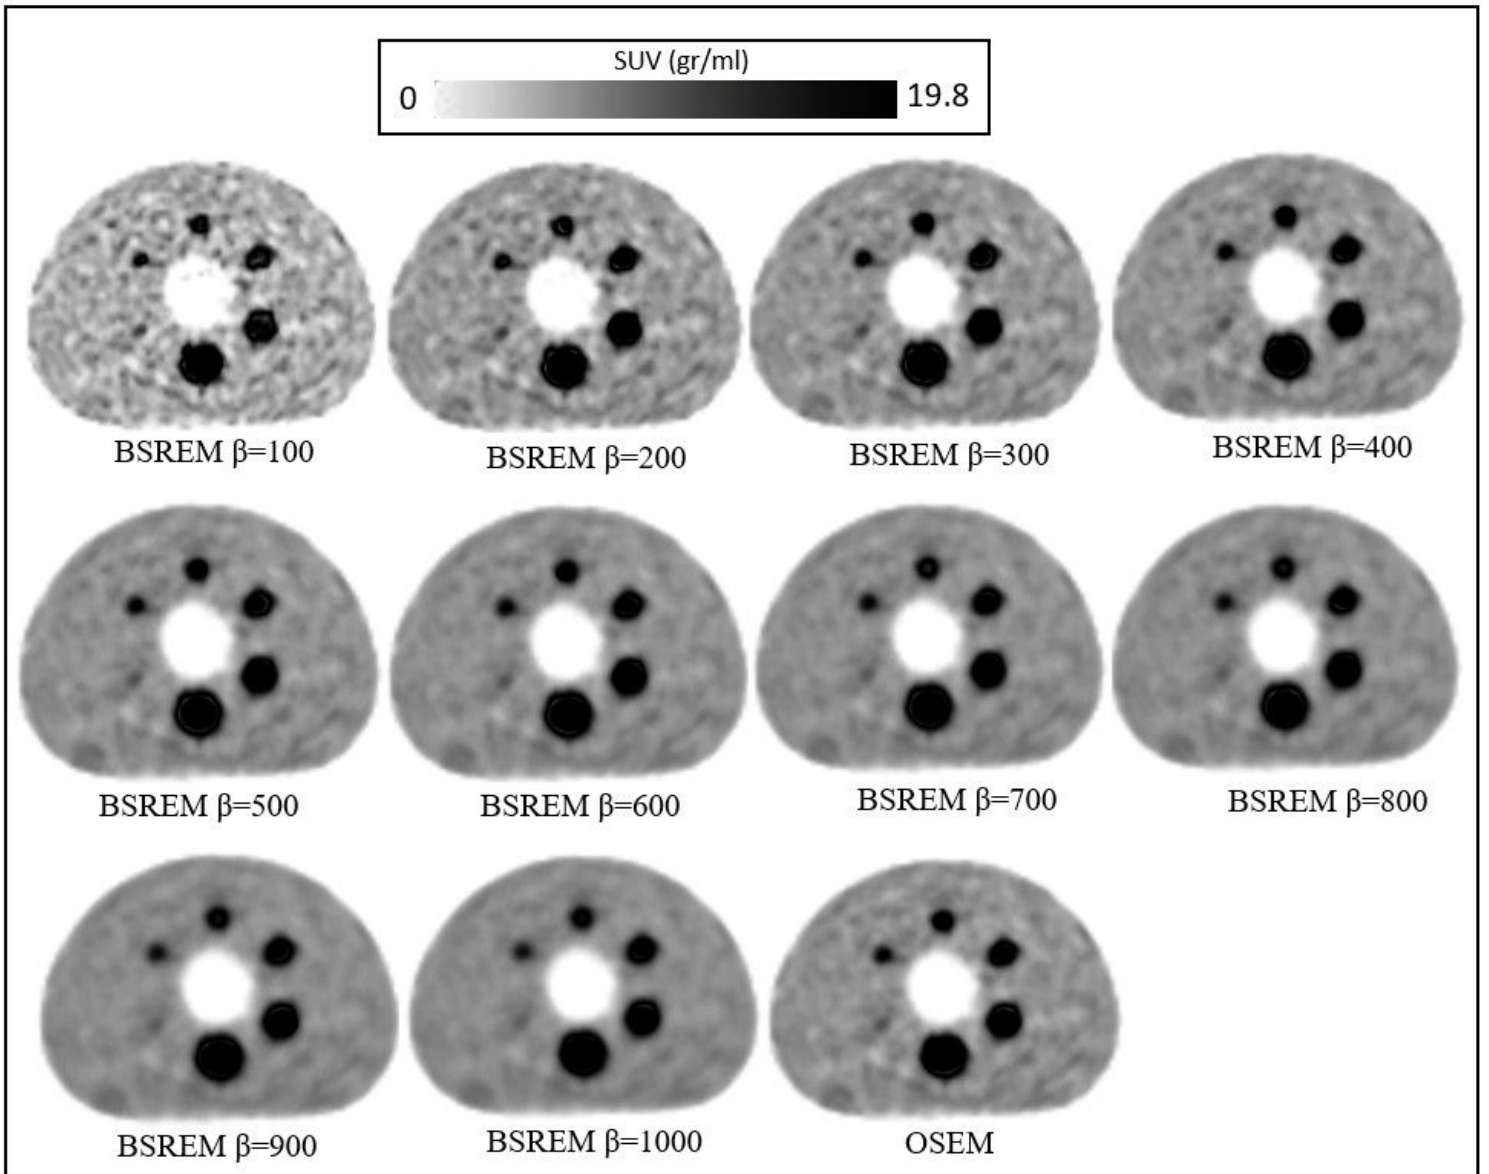 SUV (gr/ml)
0 19.8
BSREM β=100 BSREM β=200 BSREM β=300 BSREM β=400
BSREM β=500 BSREM β=600 BSREM β=700 BSREM β=800
BSREM β=900 BSREM β=1000 OSEM